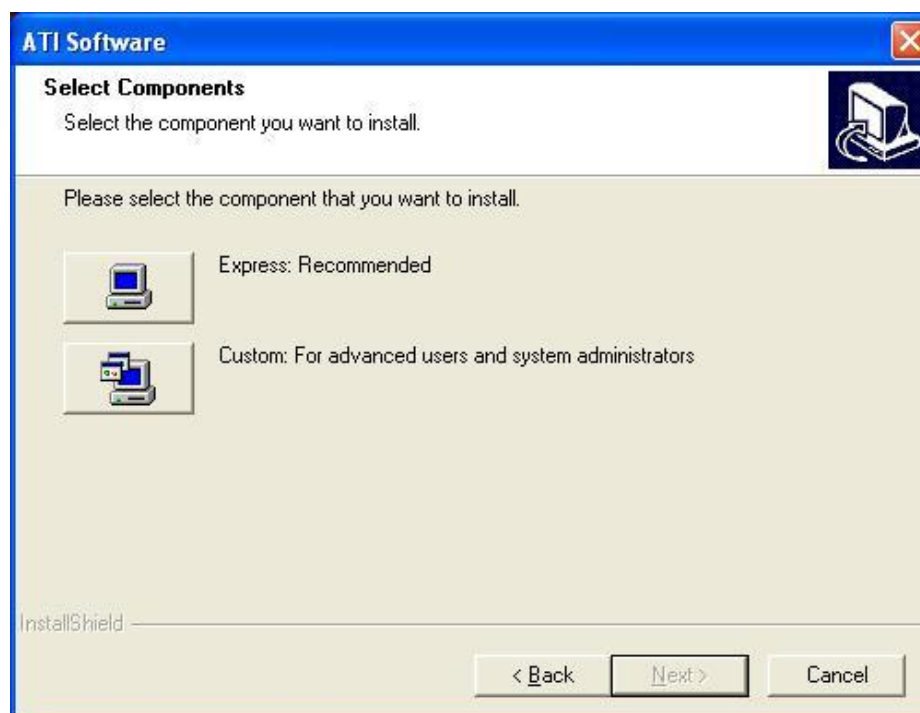 ATI Software
Select Components
Select the component you want to install.
Please select the component that you want to install.
Express: Recommended
Custom: For advanced users and system administrators
InstallShield
< Back
Next >
Cancel